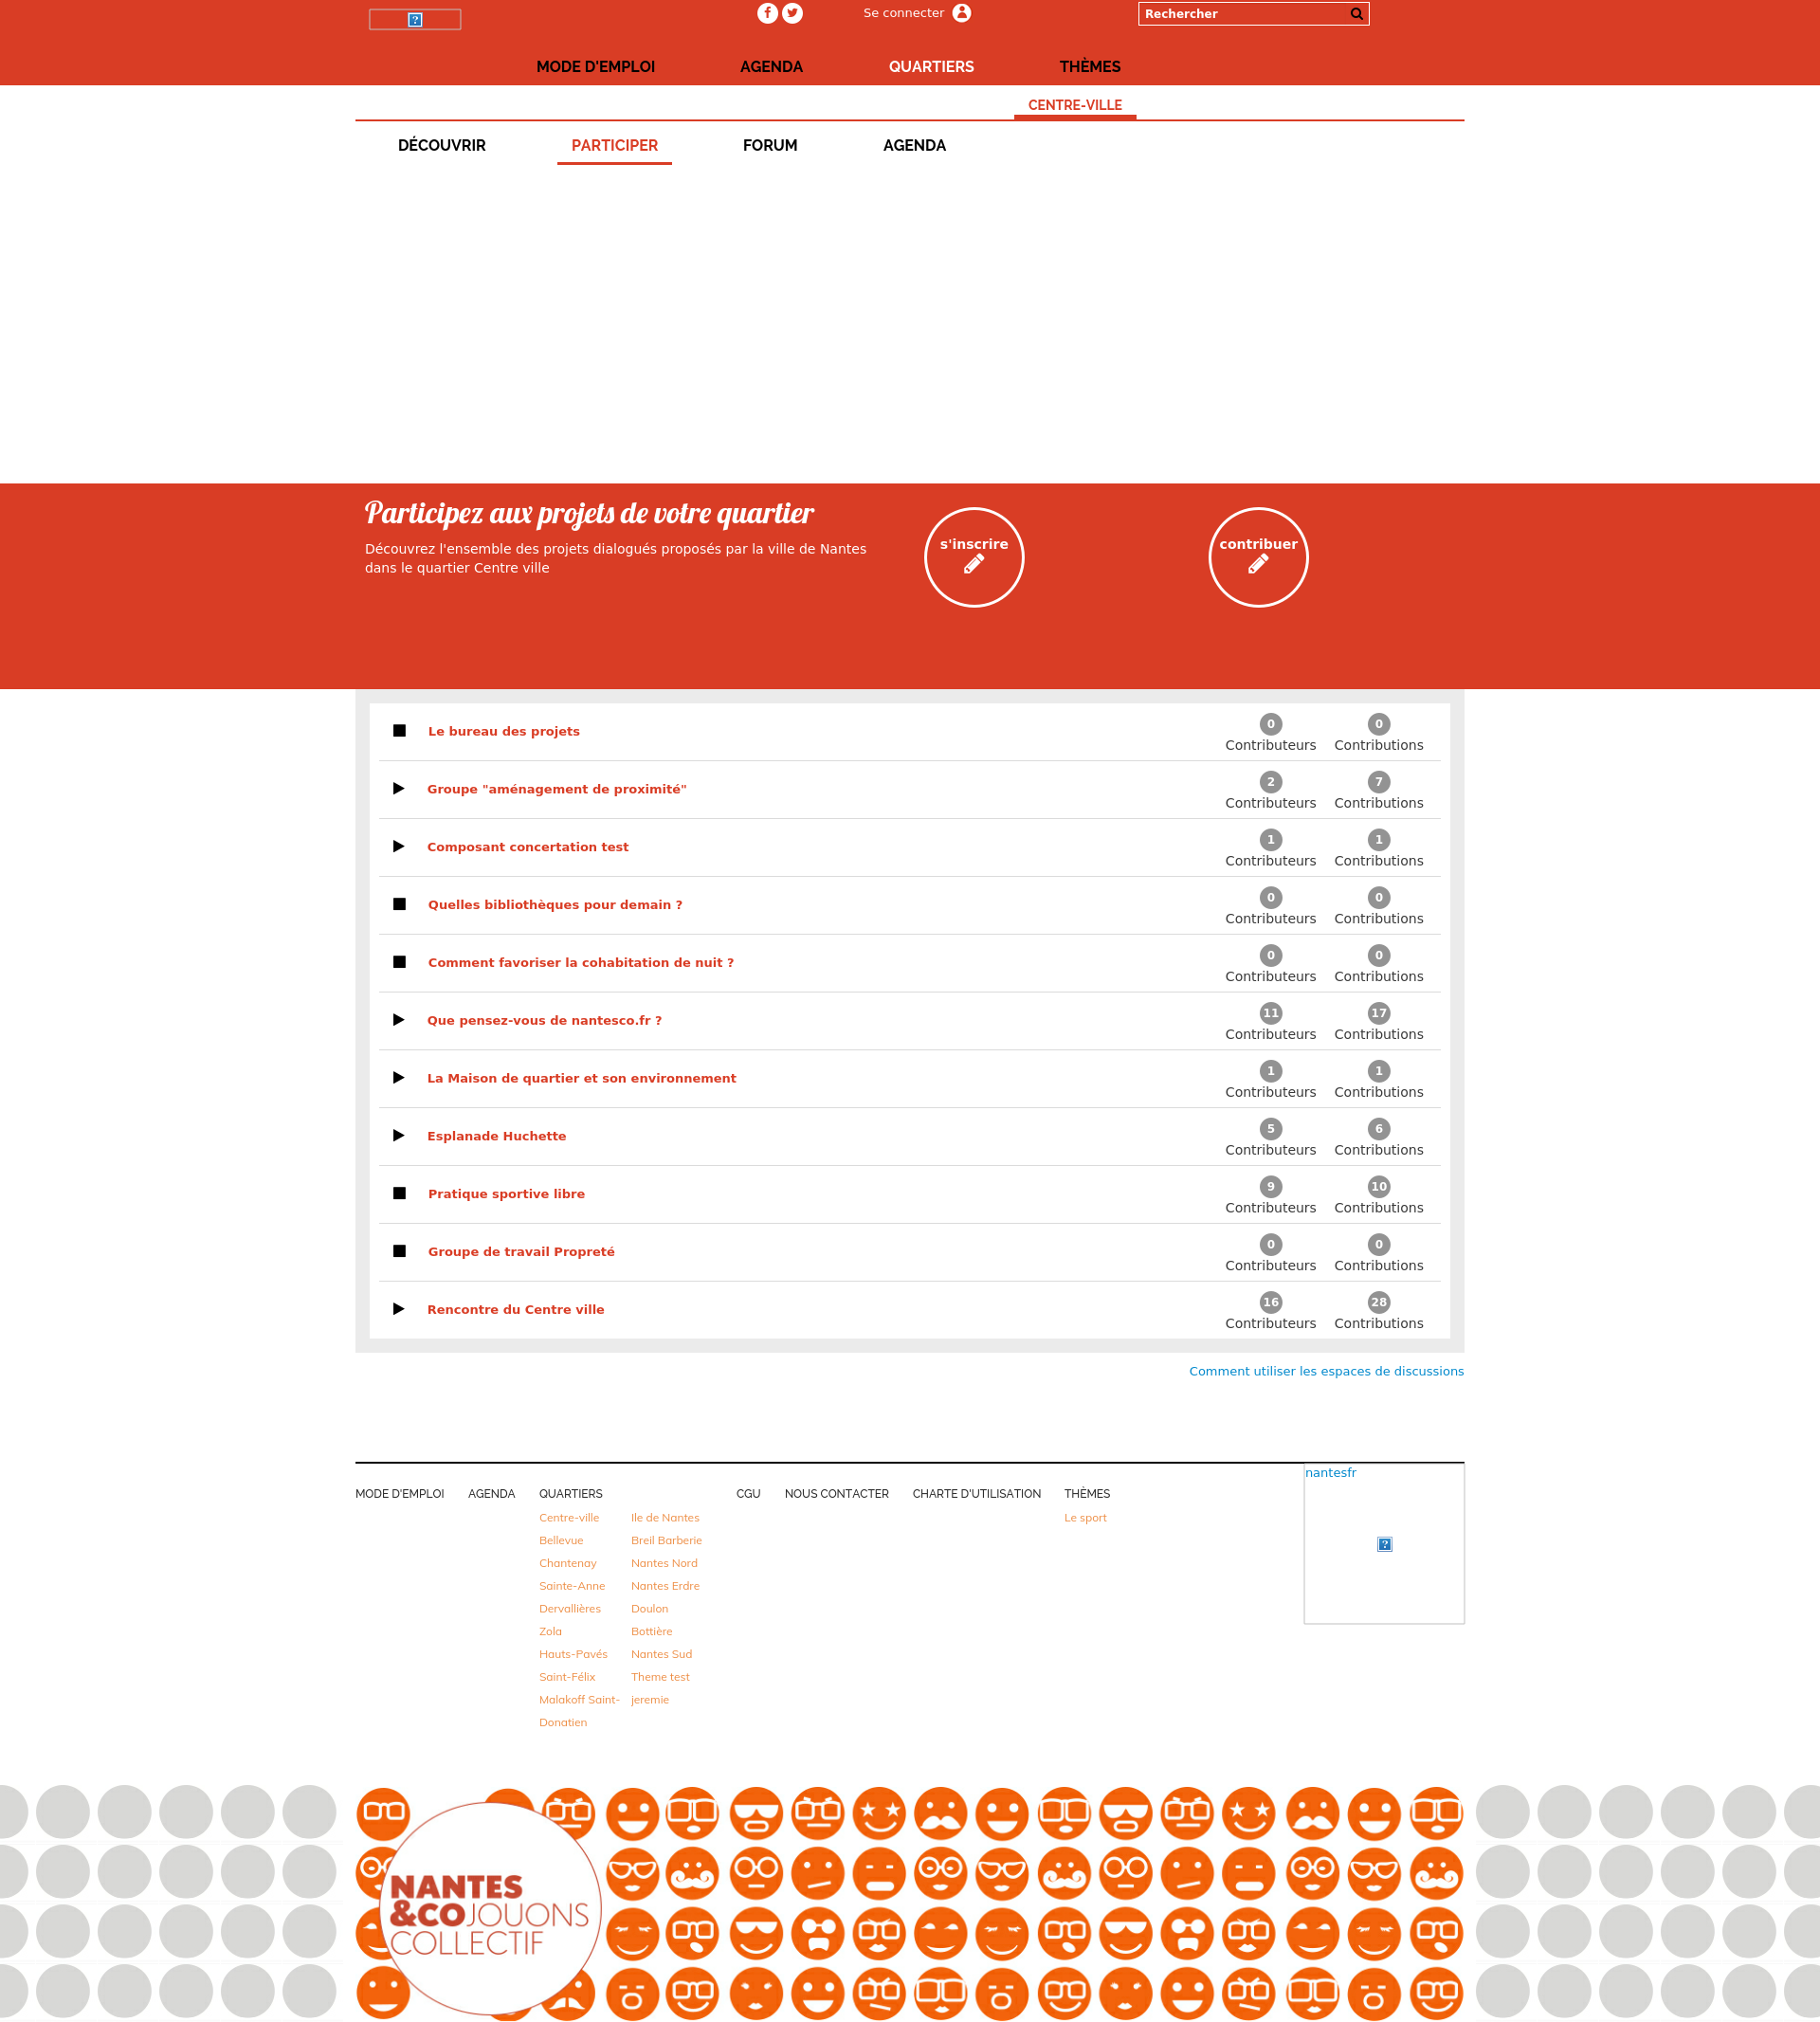 Se connecter
Rechercher
MODE D'EMPLOI AGENDA QUARTIERS THÈMES
CENTRE-VILLE
DÉCOUVRIR PARTICIPER FORUM AGENDA
Participez aux projets de votre quartier
Découvrez l'ensemble des projets dialogués proposés par la ville de Nantes
dans le quartier Centre ville
s'inscrire
contribuer
Le bureau des projets
0 0
Contributeurs Contributions
Groupe "aménagement de proximité"
2 7
Contributeurs Contributions
Composant concertation test
1 1
Contributeurs Contributions
Quelles bibliothèques pour demain ?
0 0
Contributeurs Contributions
Comment favoriser la cohabitation de nuit ?
0 0
Contributeurs Contributions
Que pensez-vous de nantesco.fr ?
11 17
Contributeurs Contributions
La Maison de quartier et son environnement
1 1
Contributeurs Contributions
Esplanade Huchette
5 6
Contributeurs Contributions
Pratique sportive libre
9 10
Contributeurs Contributions
Groupe de travail Propreté
0 0
Contributeurs Contributions
Rencontre du Centre ville
16 28
Contributeurs Contributions
Comment utiliser les espaces de discussions
nantesfr
MODE D'EMPLOI AGENDA QUARTIERS CGU NOUS CONTACTER CHARTE D'UTILISATION THÈMES
Centre-ville Ile de Nantes Le sport
Bellevue Breil Barberie
Chantenay Nantes Nord
Sainte-Anne Nantes Erdre
Dervallières Doulon
Zola Bottière
Hauts-Pavés Nantes Sud
Saint-Félix Theme test
Malakoff Saint- jeremie
Donatien
NANTES
&COJOUONS
COLLECTIF